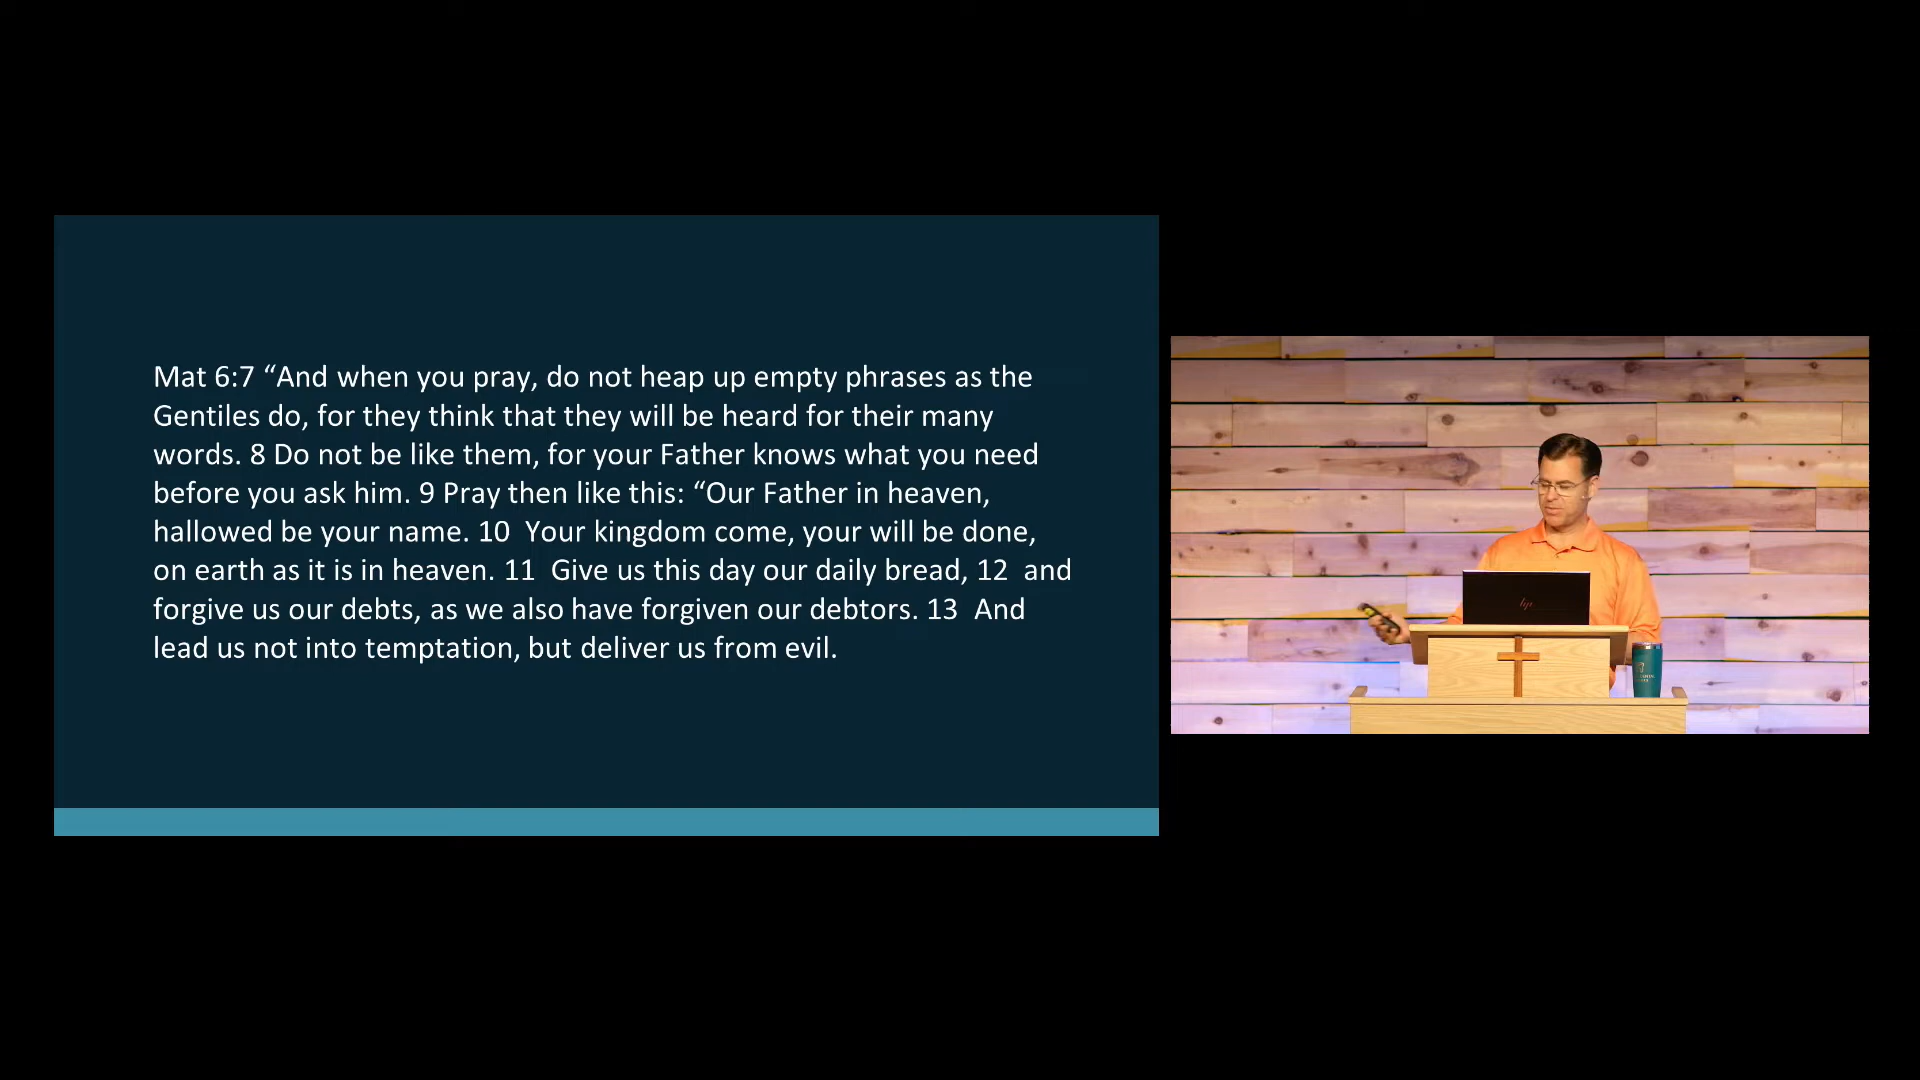 Mat 6:7 “And when you pray, do not heap up empty phrases as the
Gentiles do, for they think that they will be heard for their many
words. 8 Do not be like them, for your Father knows what you need
before you ask him. 9 Pray then like this: “Our Father in heaven,
hallowed be your name. 10  Your kingdom come, your will be done,
on earth as it is in heaven. 11  Give us this day our daily bread, 12  and
forgive us our debts, as we also have forgiven our debtors. 13  And
lead us not into temptation, but deliver us from evil.
hp